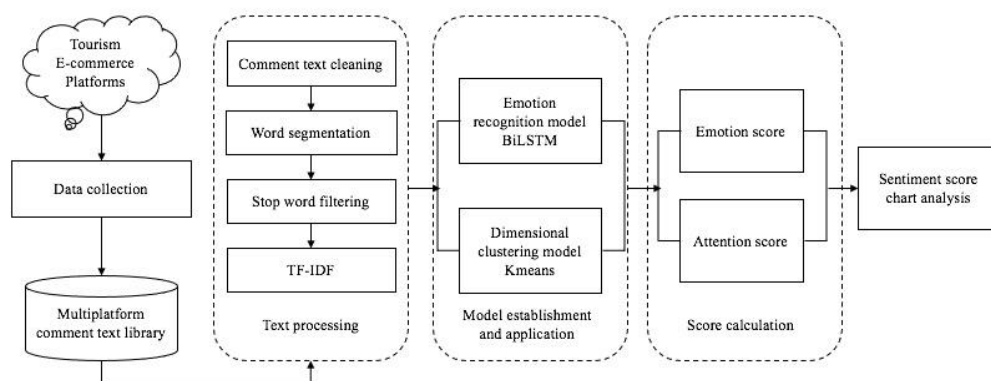 Tourism
E-commerce
Platforms
Data collection
Multiplatform
comment text library
Comment text cleaning
Word segmentation
Stop word filtering
TF-IDF
Text processing
Emotion
recognition model
BiLSTM
Dimensional
clustering model
Kmeans
Model establishment
and application
Emotion score
Attention score
Score calculation
Sentiment score
chart analysis